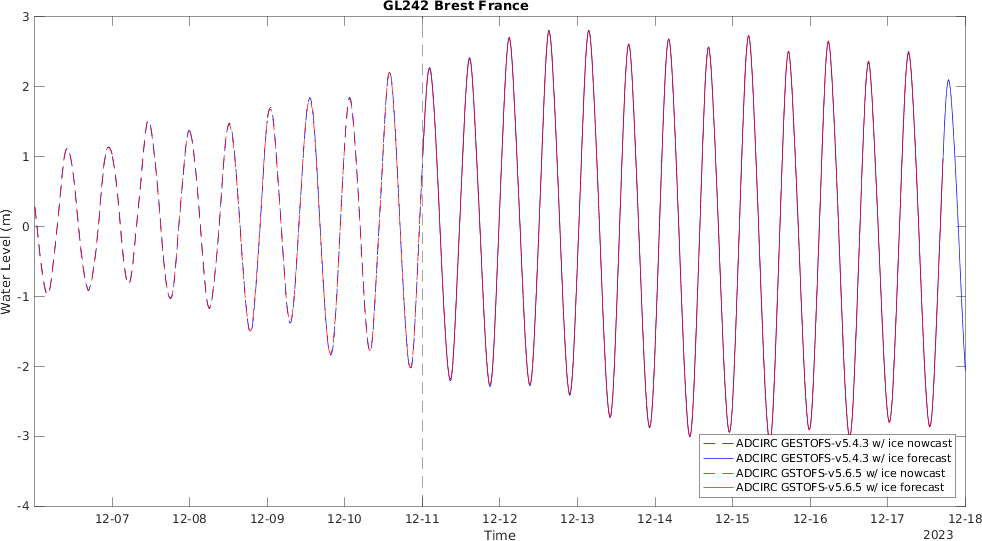 GL242 Brest France
3
2
1
0
-1
-2
-3
-4
Water Level (m)
ADCIRC GESTOFS-v5.4.3 w/ ice nowcast
ADCIRC GESTOFS-v5.4.3 w/ ice forecast
ADCIRC GSTOFS-v5.6.5 w/ ice nowcast
ADCIRC GSTOFS-v5.6.5 w/ ice forecast
12-07 12-08 12-09 12-10 12-11 12-12 12-13 12-14 12-15 12-16 12-17 12-18
Time
2023